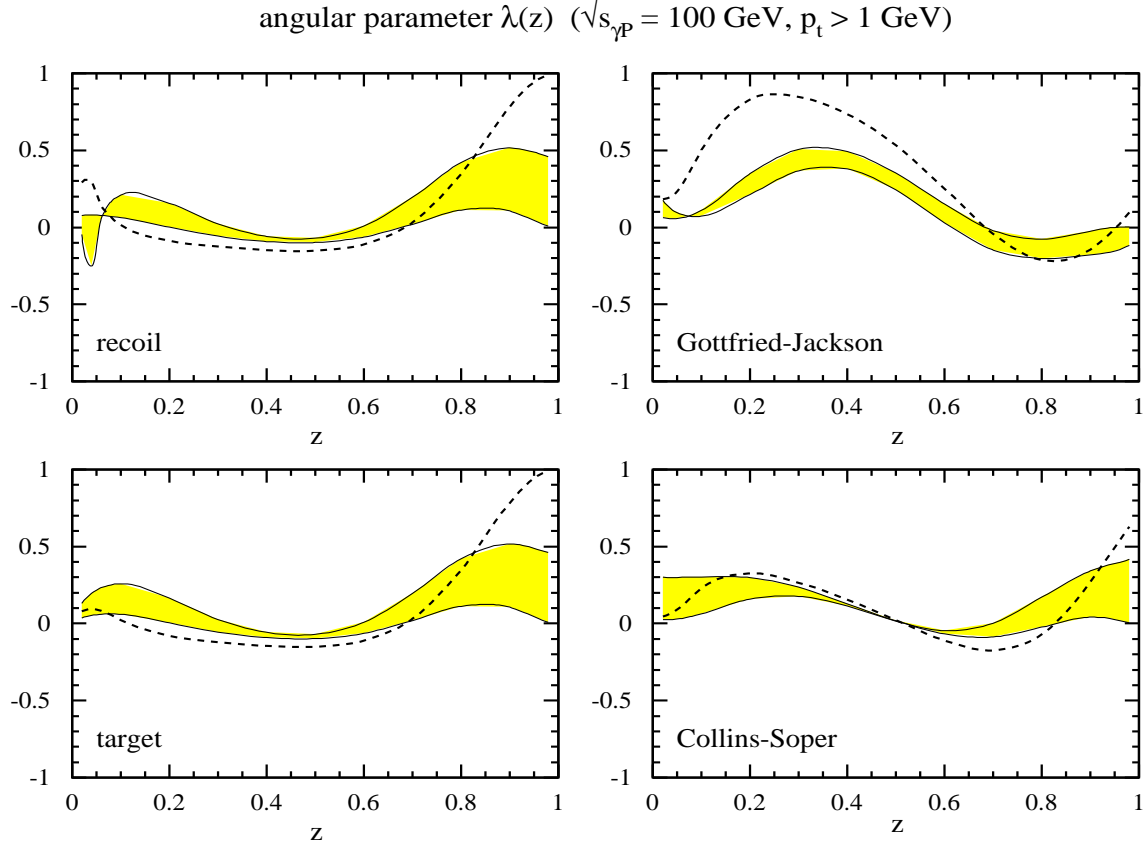 angular parameter λ(z) (√s_γP = 100 GeV, p_t > 1 GeV)
1
0.5
0
-0.5
-1
recoil
0 0.2 0.4 0.6 0.8 1
z
1
0.5
0
-0.5
-1
Gottfried-Jackson
0 0.2 0.4 0.6 0.8 1
z
1
0.5
0
-0.5
-1
target
0 0.2 0.4 0.6 0.8 1
z
1
0.5
0
-0.5
-1
Collins-Soper
0 0.2 0.4 0.6 0.8 1
z